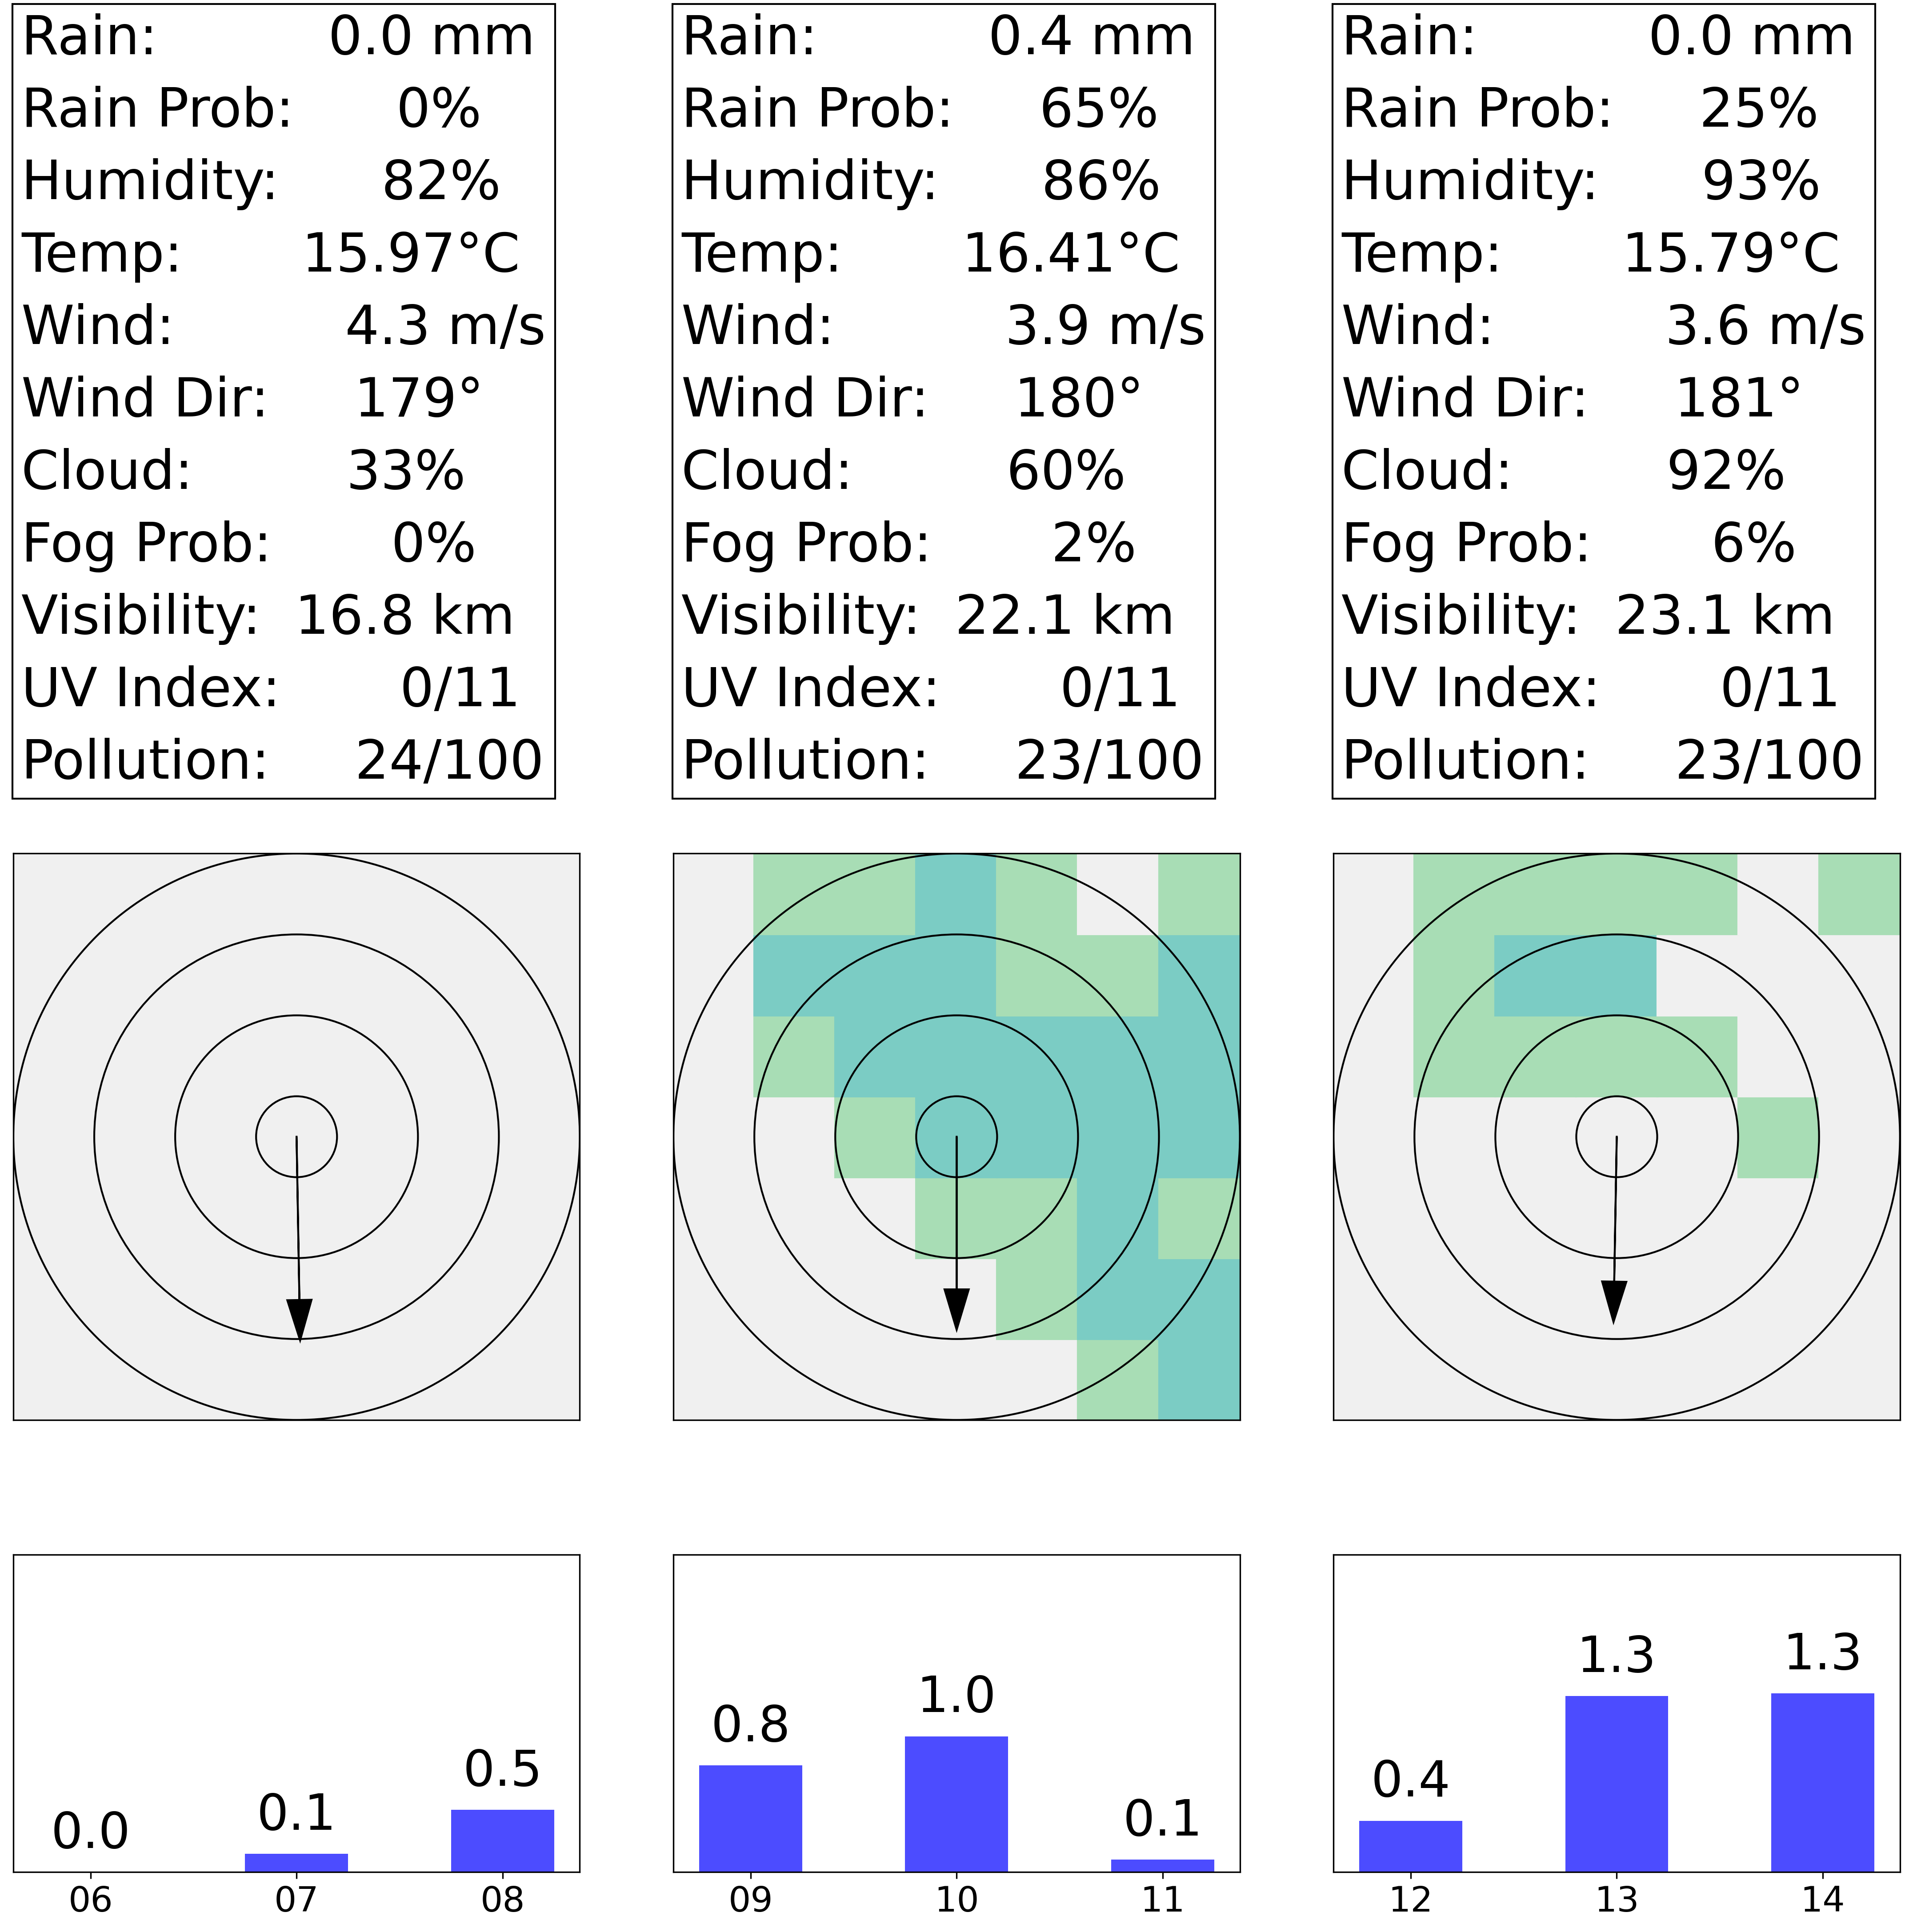 Rain: 0.0 mm
Rain Prob: 0%
Humidity: 82%
Temp: 15.97°C
Wind: 4.3 m/s
Wind Dir: 179°
Cloud: 33%
Fog Prob: 0%
Visibility: 16.8 km
UV Index: 0/11
Pollution: 24/100
Rain: 0.4 mm
Rain Prob: 65%
Humidity: 86%
Temp: 16.41°C
Wind: 3.9 m/s
Wind Dir: 180°
Cloud: 60%
Fog Prob: 2%
Visibility: 22.1 km
UV Index: 0/11
Pollution: 23/100
Rain: 0.0 mm
Rain Prob: 25%
Humidity: 93%
Temp: 15.79°C
Wind: 3.6 m/s
Wind Dir: 181°
Cloud: 92%
Fog Prob: 6%
Visibility: 23.1 km
UV Index: 0/11
Pollution: 23/100
0.0 0.1 0.5
06 07 08
0.8 1.0 0.1
09 10 11
0.4 1.3 1.3
12 13 14